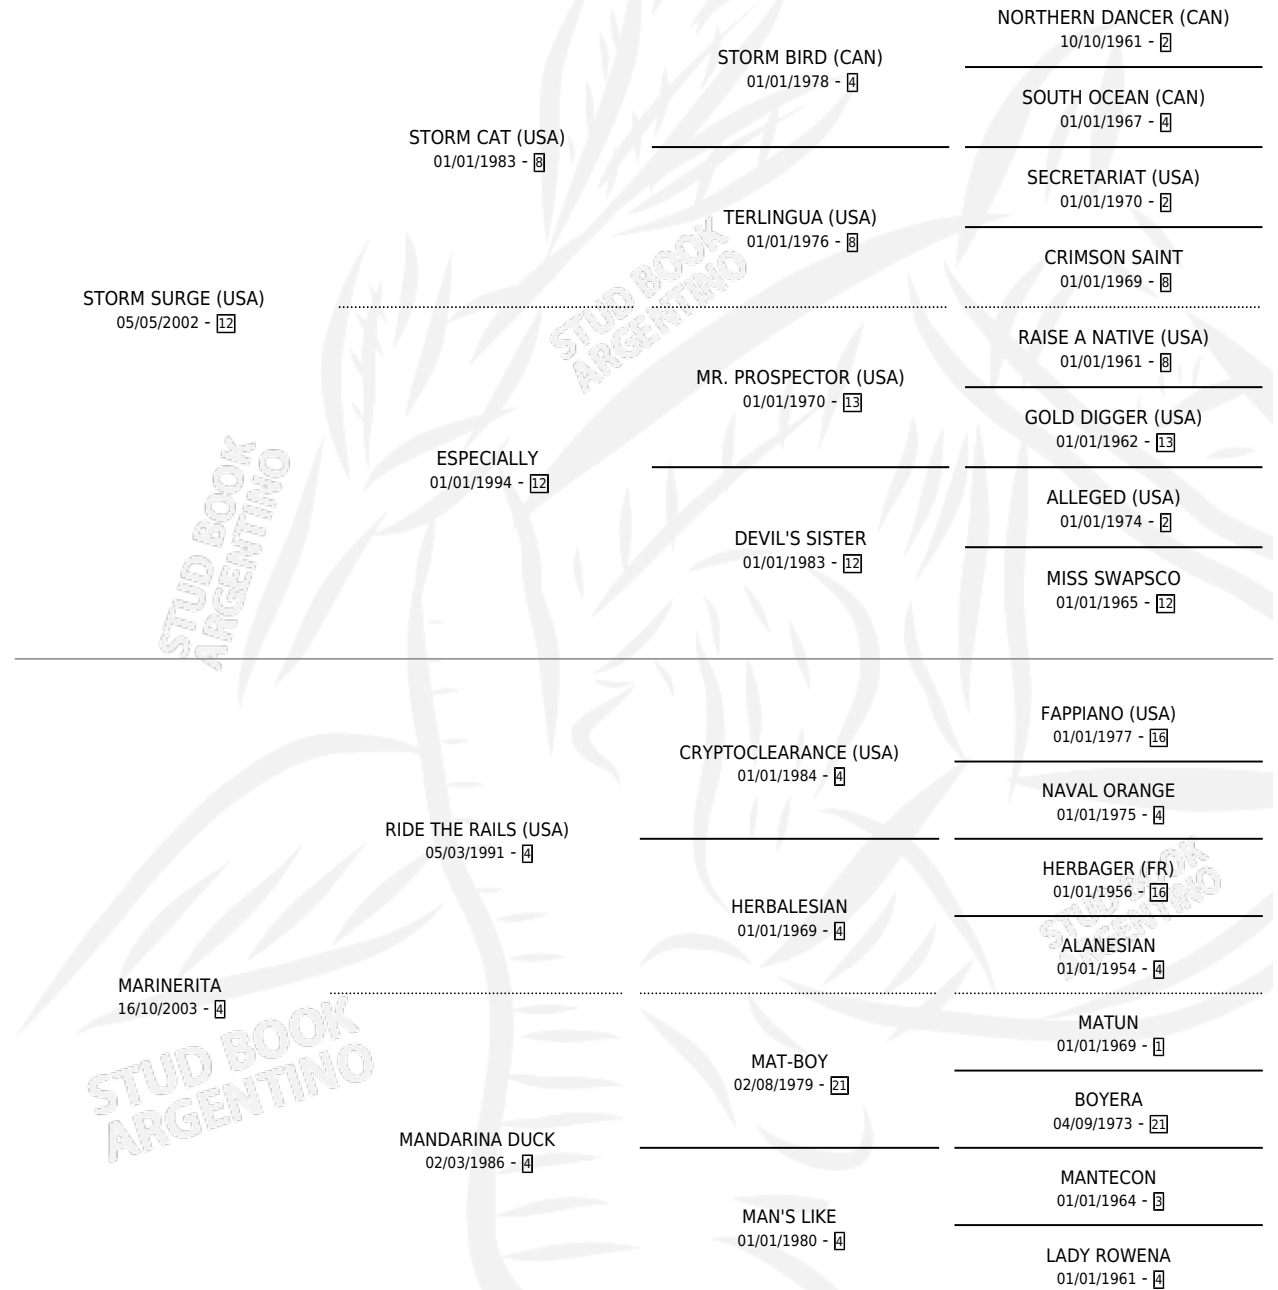 NORTHERN DANCER (CAN)
10/10/1961 - 2
STORM BIRD (CAN)
01/01/1978 - 4
SOUTH OCEAN (CAN)
01/01/1967 - 4
STORM CAT (USA)
01/01/1983 - 8
SECRETARIAT (USA)
01/01/1970 - 2
TERLINGUA (USA)
01/01/1976 - 8
CRIMSON SAINT
01/01/1969 - 8
STORM SURGE (USA)
05/05/2002 - 12
RAISE A NATIVE (USA)
01/01/1961 - 8
MR. PROSPECTOR (USA)
01/01/1970 - 13
GOLD DIGGER (USA)
01/01/1962 - 13
ESPECIALLY
01/01/1994 - 12
ALLEGED (USA)
01/01/1974 - 2
DEVIL'S SISTER
01/01/1983 - 12
MISS SWAPSCO
01/01/1965 - 12
STUD BOOK
ARGENTINO
STUD BOOK
ARGENTINO
FAPPIANO (USA)
01/01/1977 - 16
CRYPTOCLEARANCE (USA)
01/01/1984 - 4
NAVAL ORANGE
01/01/1975 - 4
RIDE THE RAILS (USA)
05/03/1991 - 4
HERBAGER (FR)
01/01/1956 - 16
HERBALESIAN
01/01/1969 - 4
ALANESIAN
01/01/1954 - 4
MARINERITA
16/10/2003 - 4
MATUN
01/01/1969 - 1
MAT-BOY
02/08/1979 - 21
BOYERA
04/09/1973 - 21
MANDARINA DUCK
02/03/1986 - 4
MANTECON
01/01/1964 - 3
MAN'S LIKE
01/01/1980 - 4
LADY ROWENA
01/01/1961 - 4
STUD BOOK
ARGENTINO
STUD BOOK
ARGENTINO